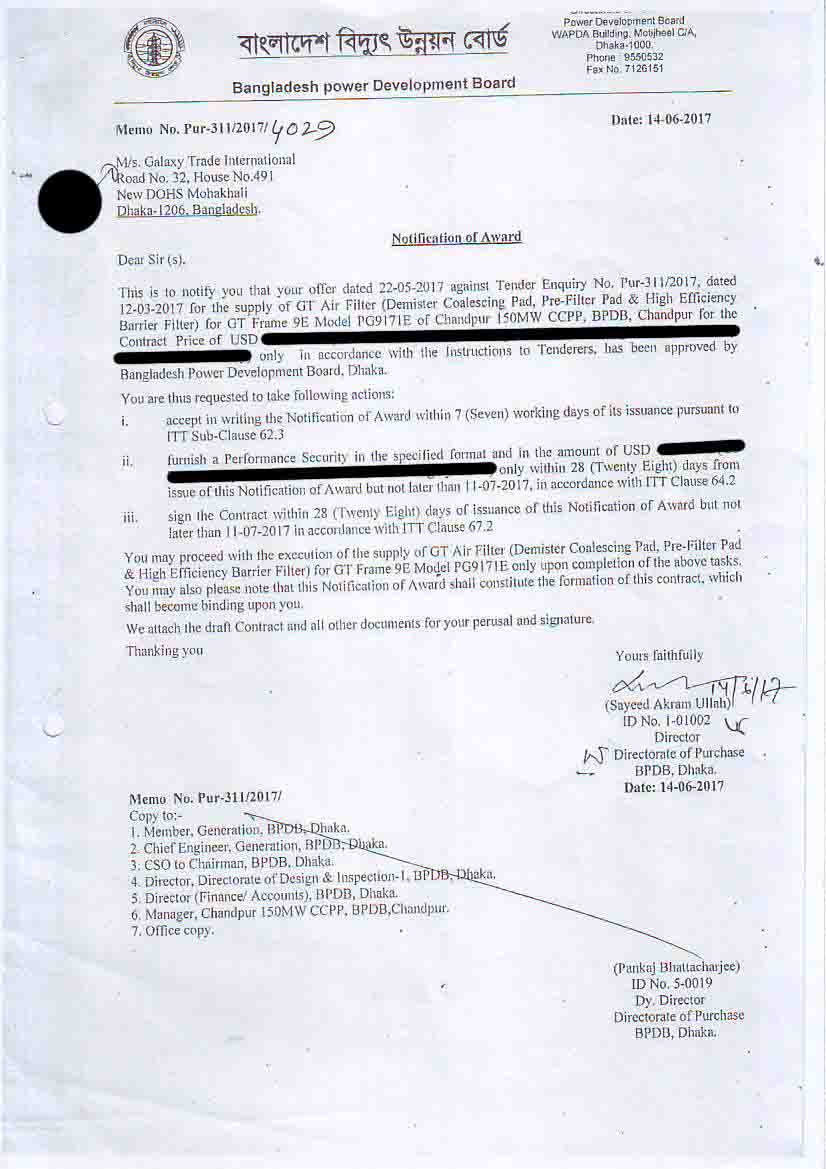 Power Development Board
WAPDA Building, Motijheel C/A,
Dhaka-1000.
Phone : 9550532
Fax No. 7126151
বাংলাদেশ বিদ্যুৎ উন্নয়ন বোর্ড
Bangladesh power Development Board
Memo No. Pur-311/2017/ 4029
Date: 14-06-2017
M/s. Galaxy Trade International
Road No. 32, House No.491
New DOHS Mohakhali
Dhaka-1206, Bangladesh.
Notification of Award
Dear Sir (s).
This is to notify you that your offer dated 22-05-2017 against Tender Enquiry No. Pur-311/2017, dated
12-03-2017 for the supply of GT Air Filter (Demister Coalescing Pad, Pre-Filter Pad & High Efficiency
Barrier Filter) for GT Frame 9E Model PG9171E of Chandpur 150MW CCPP, BPDB, Chandpur for the
Contract Price of USD
only in accordance with the Instructions to Tenderers, has been approved by
Bangladesh Power Development Board, Dhaka.
You are thus requested to take following actions:
i. accept in writing the Notification of Award within 7 (Seven) working days of its issuance pursuant to
ITT Sub-Clause 62.3
ii. furnish a Performance Security in the specified format and in the amount of USD
only within 28 (Twenty Eight) days from
issue of this Notification of Award but not later than 11-07-2017, in accordance with ITT Clause 64.2
iii. sign the Contract within 28 (Twenty Eight) days of issuance of this Notification of Award but not
later than 11-07-2017 in accordance with ITT Clause 67.2
You may proceed with the execution of the supply of GT Air Filter (Demister Coalescing Pad, Pre-Filter Pad
& High Efficiency Barrier Filter) for GT Frame 9E Model PG9171E only upon completion of the above tasks.
You may also please note that this Notification of Award shall constitute the formation of this contract, which
shall become binding upon you.
We attach the draft Contract and all other documents for your perusal and signature.
Thanking you
Yours faithfully
14/6/17
(Sayeed Akram Ullah)
ID No. 1-01002
Director
Directorate of Purchase
BPDB, Dhaka.
Date: 14-06-2017
Memo No. Pur-311/2017/
Copy to:-
1. Member, Generation, BPDB, Dhaka.
2. Chief Engineer, Generation, BPDB, Dhaka.
3. CSO to Chairman, BPDB, Dhaka.
4. Director, Directorate of Design & Inspection-1, BPDB, Dhaka.
5. Director (Finance/ Accounts), BPDB, Dhaka.
6. Manager, Chandpur 150MW CCPP, BPDB,Chandpur.
7. Office copy.
(Pankaj Bhattacharjee)
ID No. 5-0019
Dy. Director
Directorate of Purchase
BPDB, Dhaka.